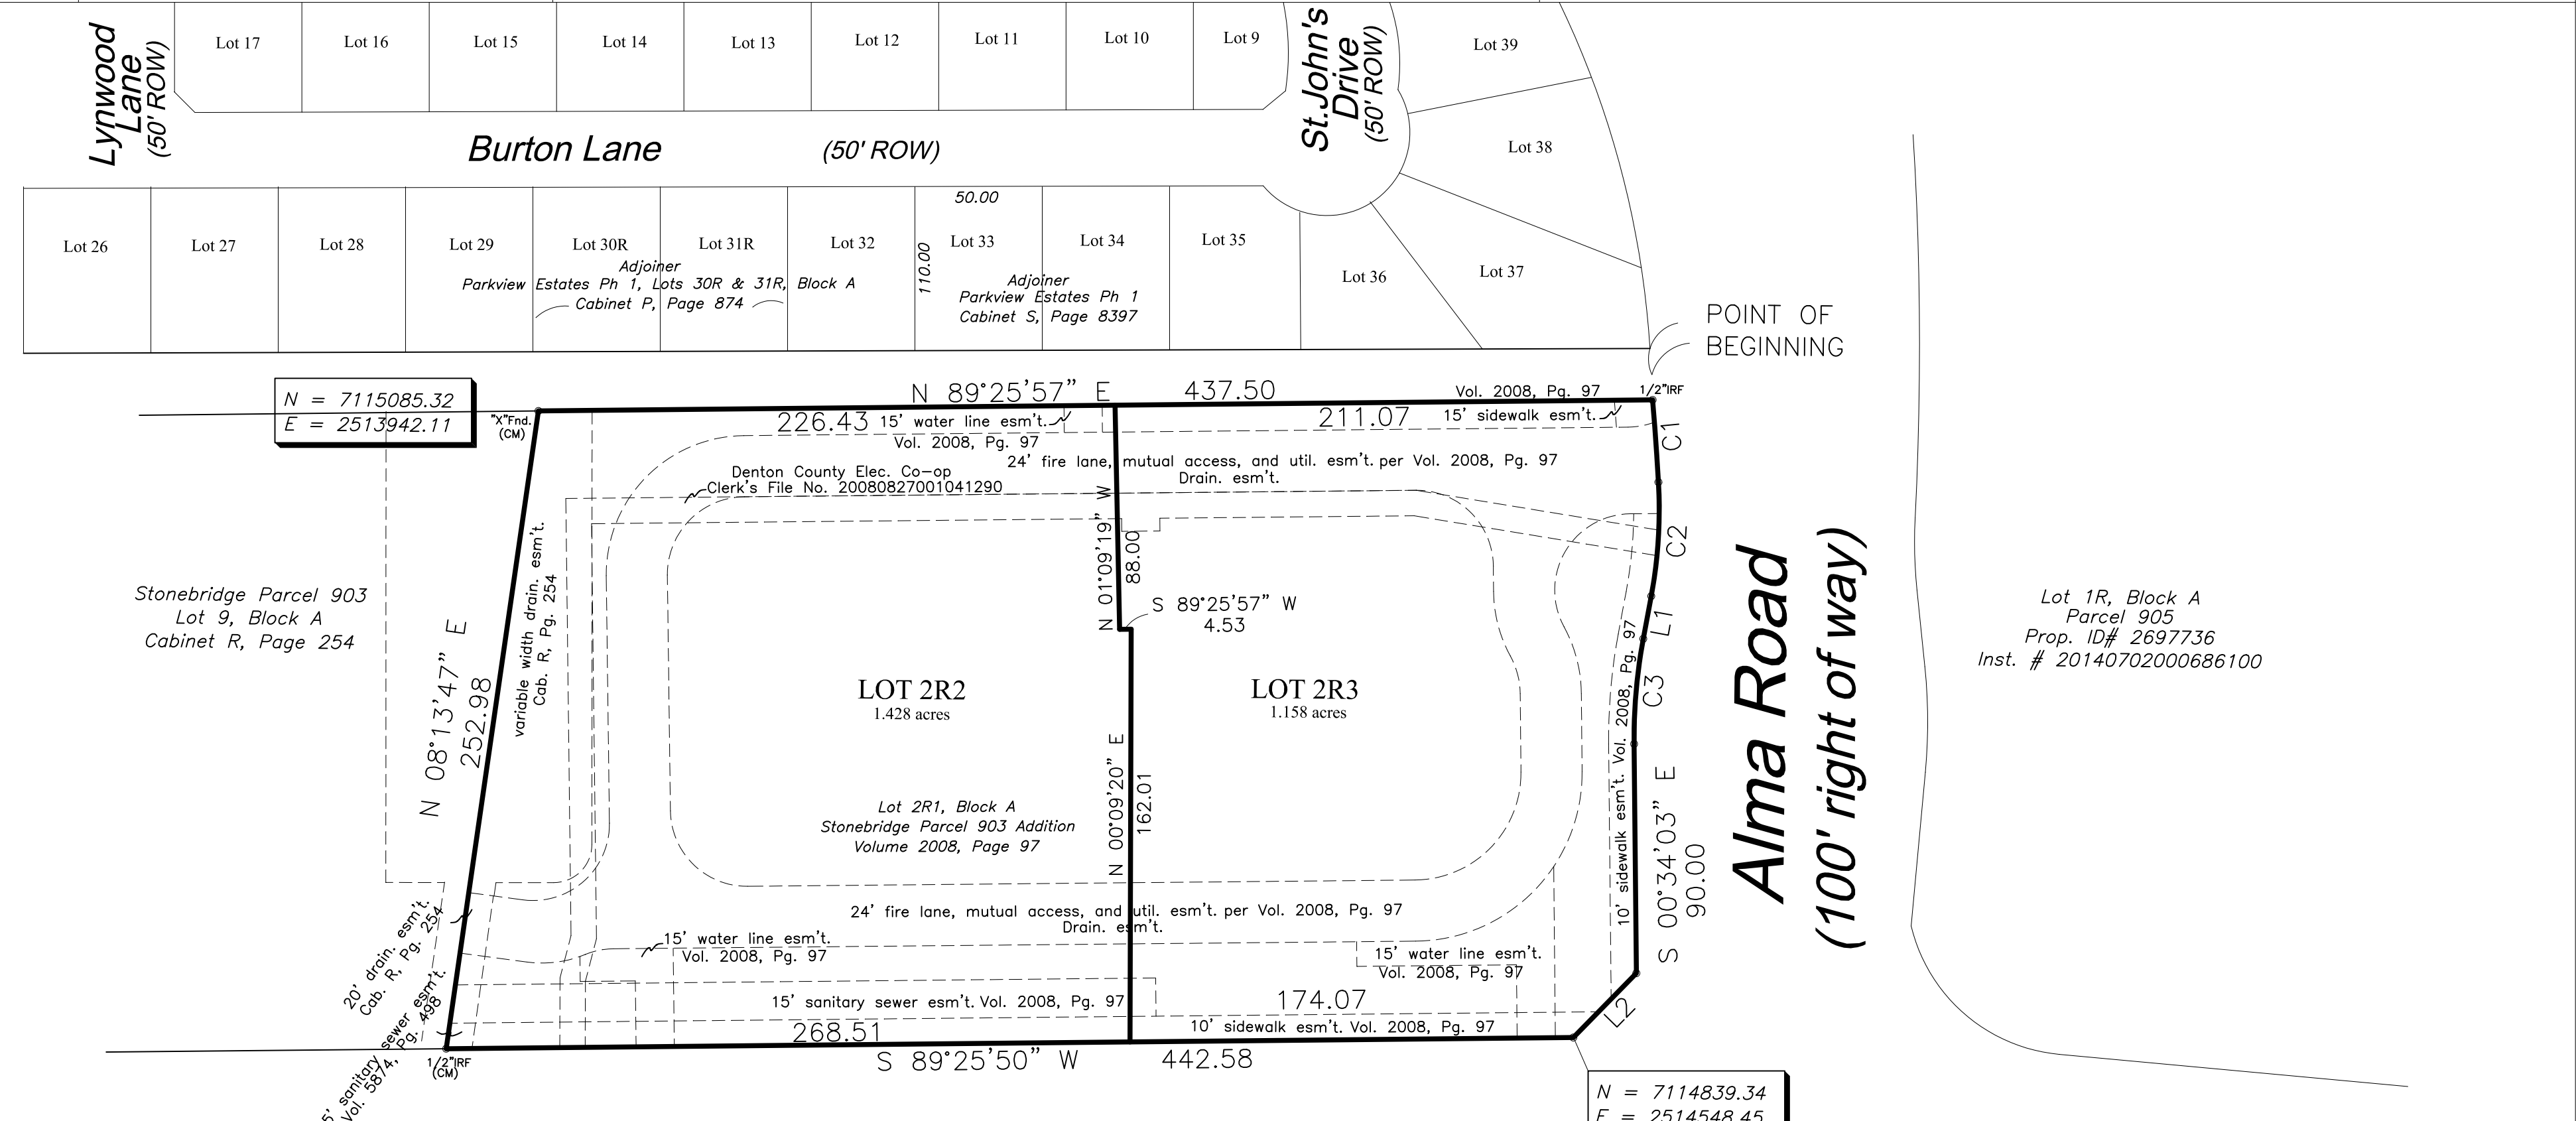 Lynwood
Lane
(50' ROW)
Lot 17
Lot 16
Lot 15
Lot 14
Lot 13
Lot 12
Lot 11
Lot 10
Lot 9
St.John's
Drive
(50' ROW)
Lot 39
Lot 38
Burton Lane (50' ROW)
Lot 26
Lot 27
Lot 28
Lot 29
Lot 30R
Lot 31R
Lot 32
Lot 33
Lot 34
Lot 35
Lot 36
Lot 37
50.00
110.00
Adjoiner
Parkview Estates Ph 1, Lots 30R & 31R, Block A
Cabinet P, Page 874
Adjoiner
Parkview Estates Ph 1
Cabinet S, Page 8397
POINT OF
BEGINNING
N = 7115085.32
E = 2513942.11
"X"Fnd.
(CM)
N 89°25'57" E 437.50
Vol. 2008, Pg. 97
1/2"IRF
226.43
15' water line esm't.
Vol. 2008, Pg. 97
211.07
15' sidewalk esm't.
C1
24' fire lane, mutual access, and util. esm't. per Vol. 2008, Pg. 97
Drain. esm't.
Denton County Elec. Co-op
Clerk's File No. 20080827001041290
C2
N 01°09'19" W
88.00
S 89°25'57" W
4.53
variable width drain. esm't.
Cab. R, Pg. 254
Stonebridge Parcel 903
Lot 9, Block A
Cabinet R, Page 254
N 08°13'47" E
252.98
LOT 2R2
1.428 acres
LOT 2R3
1.158 acres
L1
C3
10' sidewalk esm't. Vol. 2008, Pg. 97
Alma Road
(100' right of way)
Lot 1R, Block A
Parcel 905
Prop. ID# 2697736
Inst. # 20140702000686100
N 00°09'20" E
162.01
Lot 2R1, Block A
Stonebridge Parcel 903 Addition
Volume 2008, Page 97
S 00°34'03" E
90.00
24' fire lane, mutual access, and util. esm't. per Vol. 2008, Pg. 97
Drain. esm't.
20' drain. esm't.
Cab. R, Pg. 254
15' water line esm't.
Vol. 2008, Pg. 97
15' water line esm't.
Vol. 2008, Pg. 97
sanitary sewer esm't.
Vol. 5874, Pg. 498
15' sanitary sewer esm't. Vol. 2008, Pg. 97
174.07
L2
268.51
10' sidewalk esm't. Vol. 2008, Pg. 97
1/2"IRF
(CM)
S 89°25'50" W 442.58
N = 7114839.34
E = 2514548.45